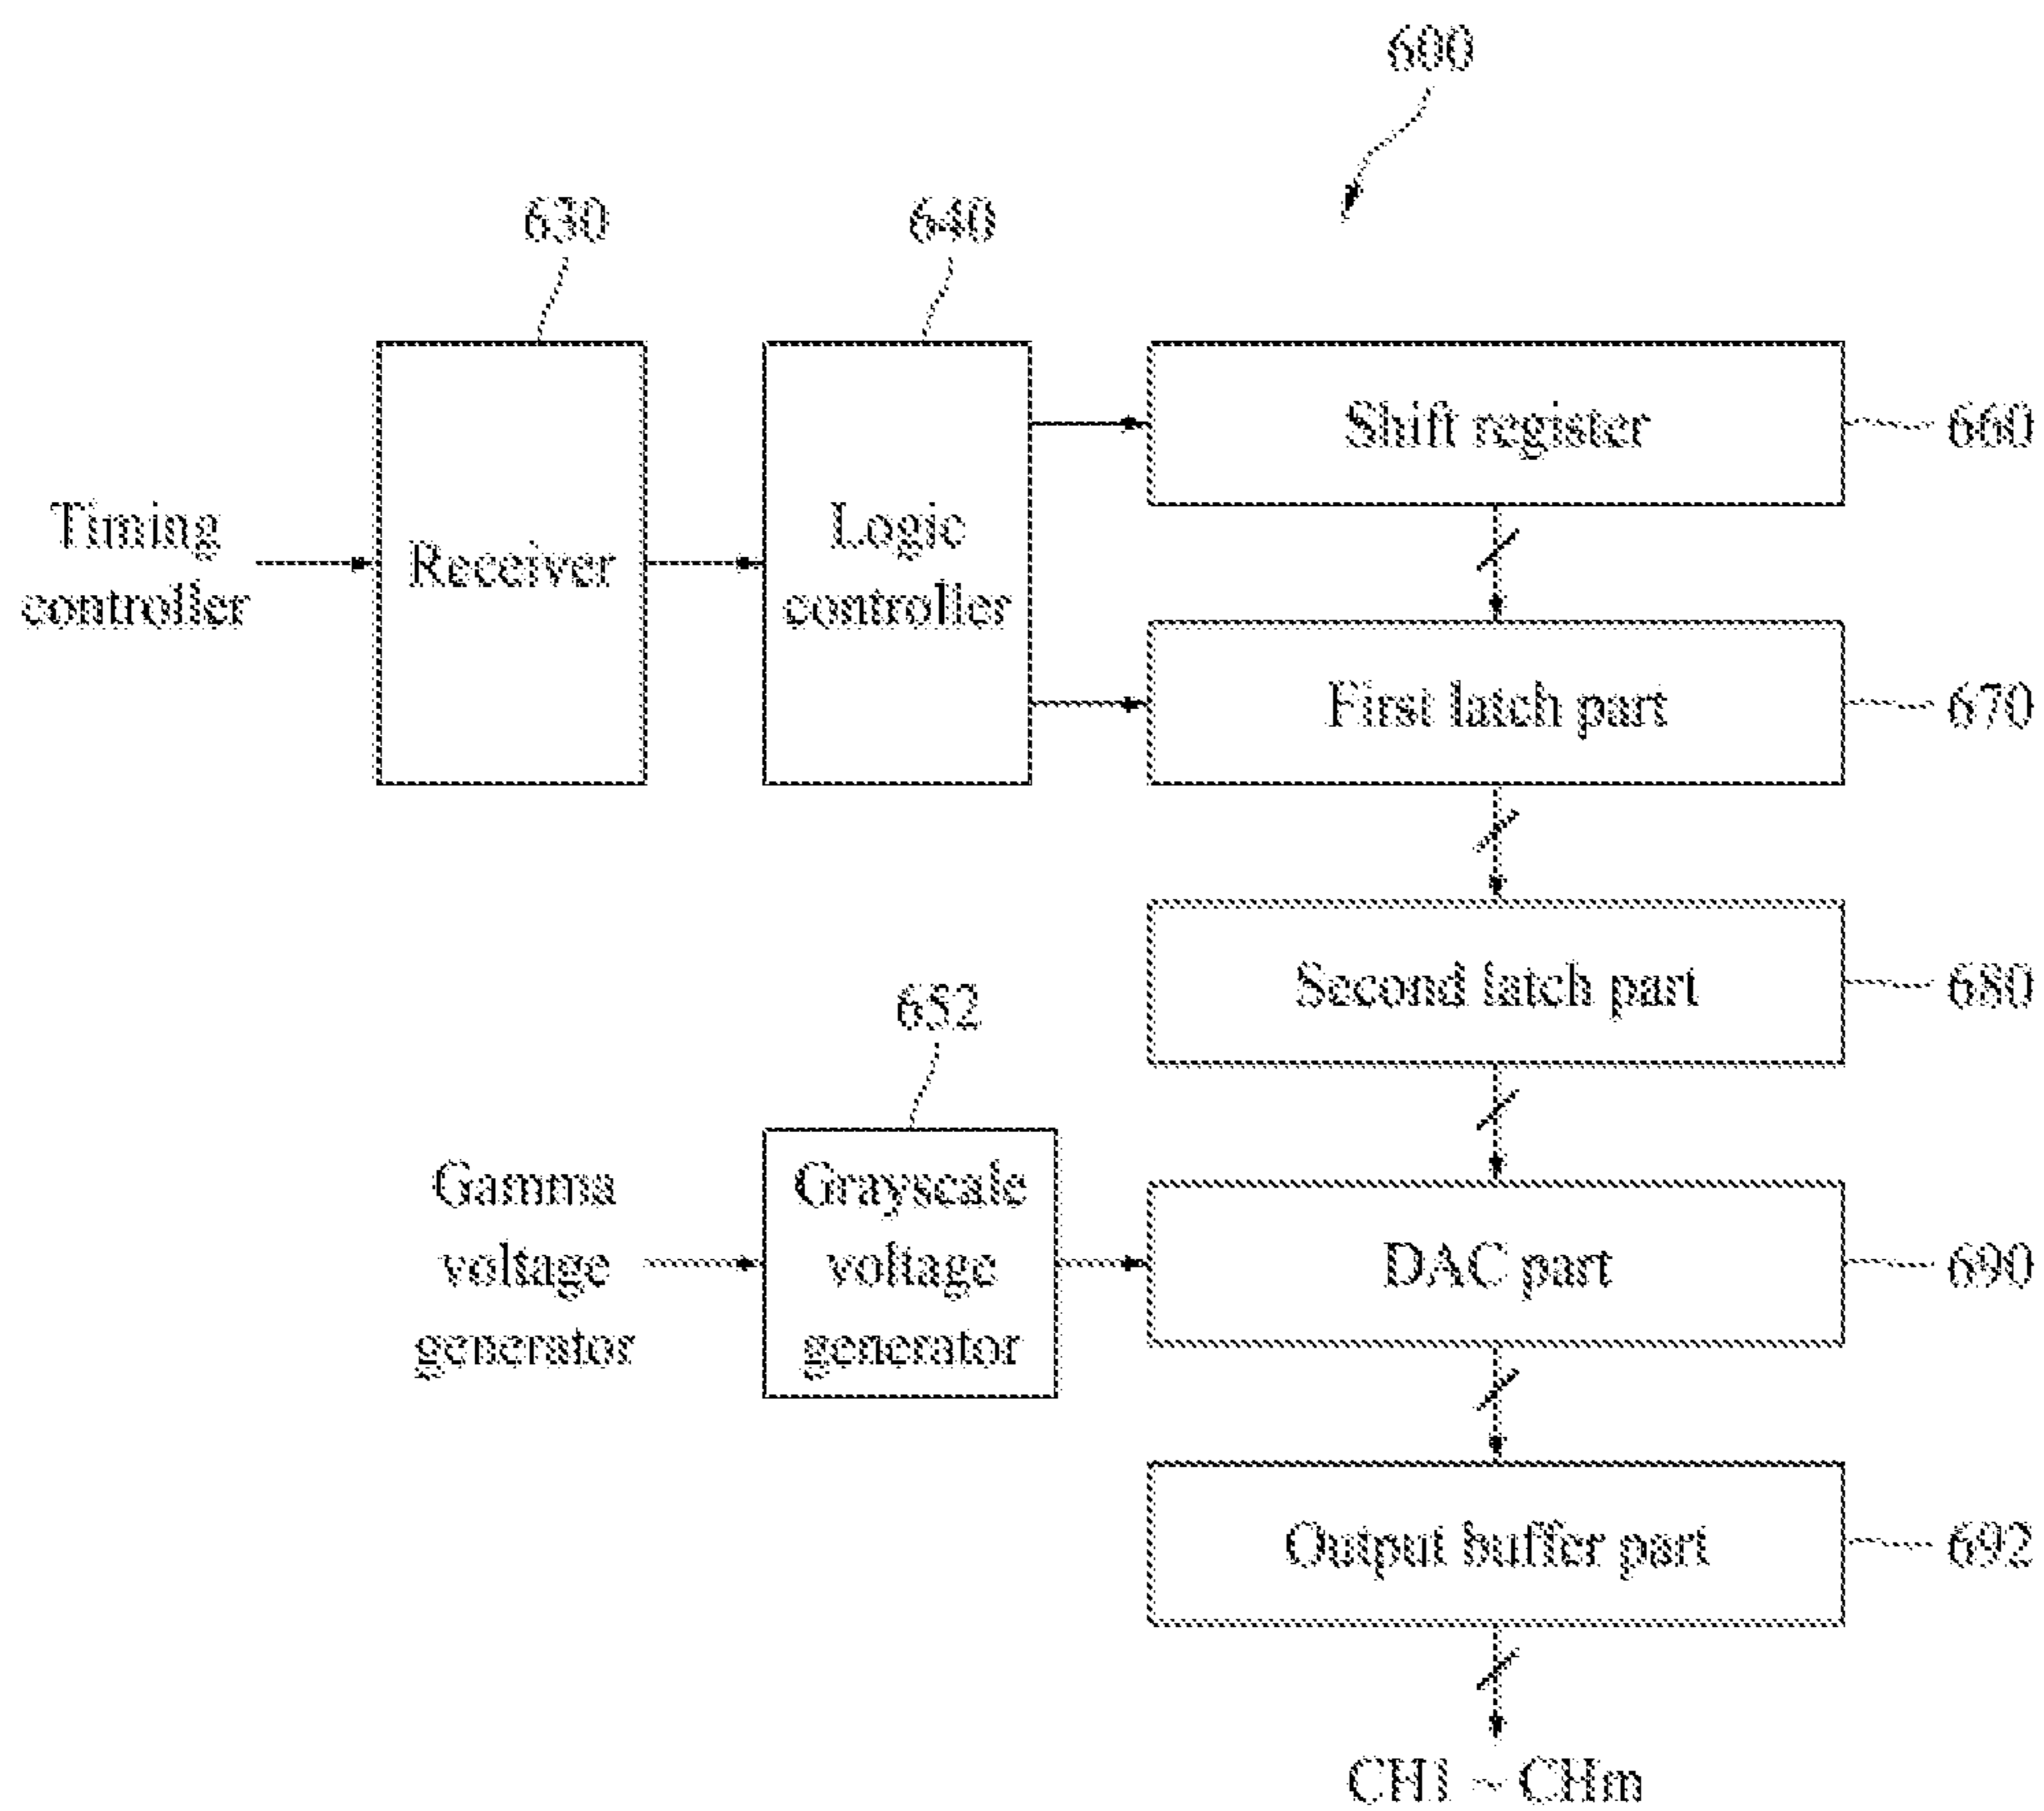 600
630
640
Shift register
660
Timing
controller
Receiver
Logic
controller
First latch part
670
Second latch part
680
652
Gamma
voltage
generator
Grayscale
voltage
generator
DAC part
690
Output buffer part
692
CH1 ~ CHm